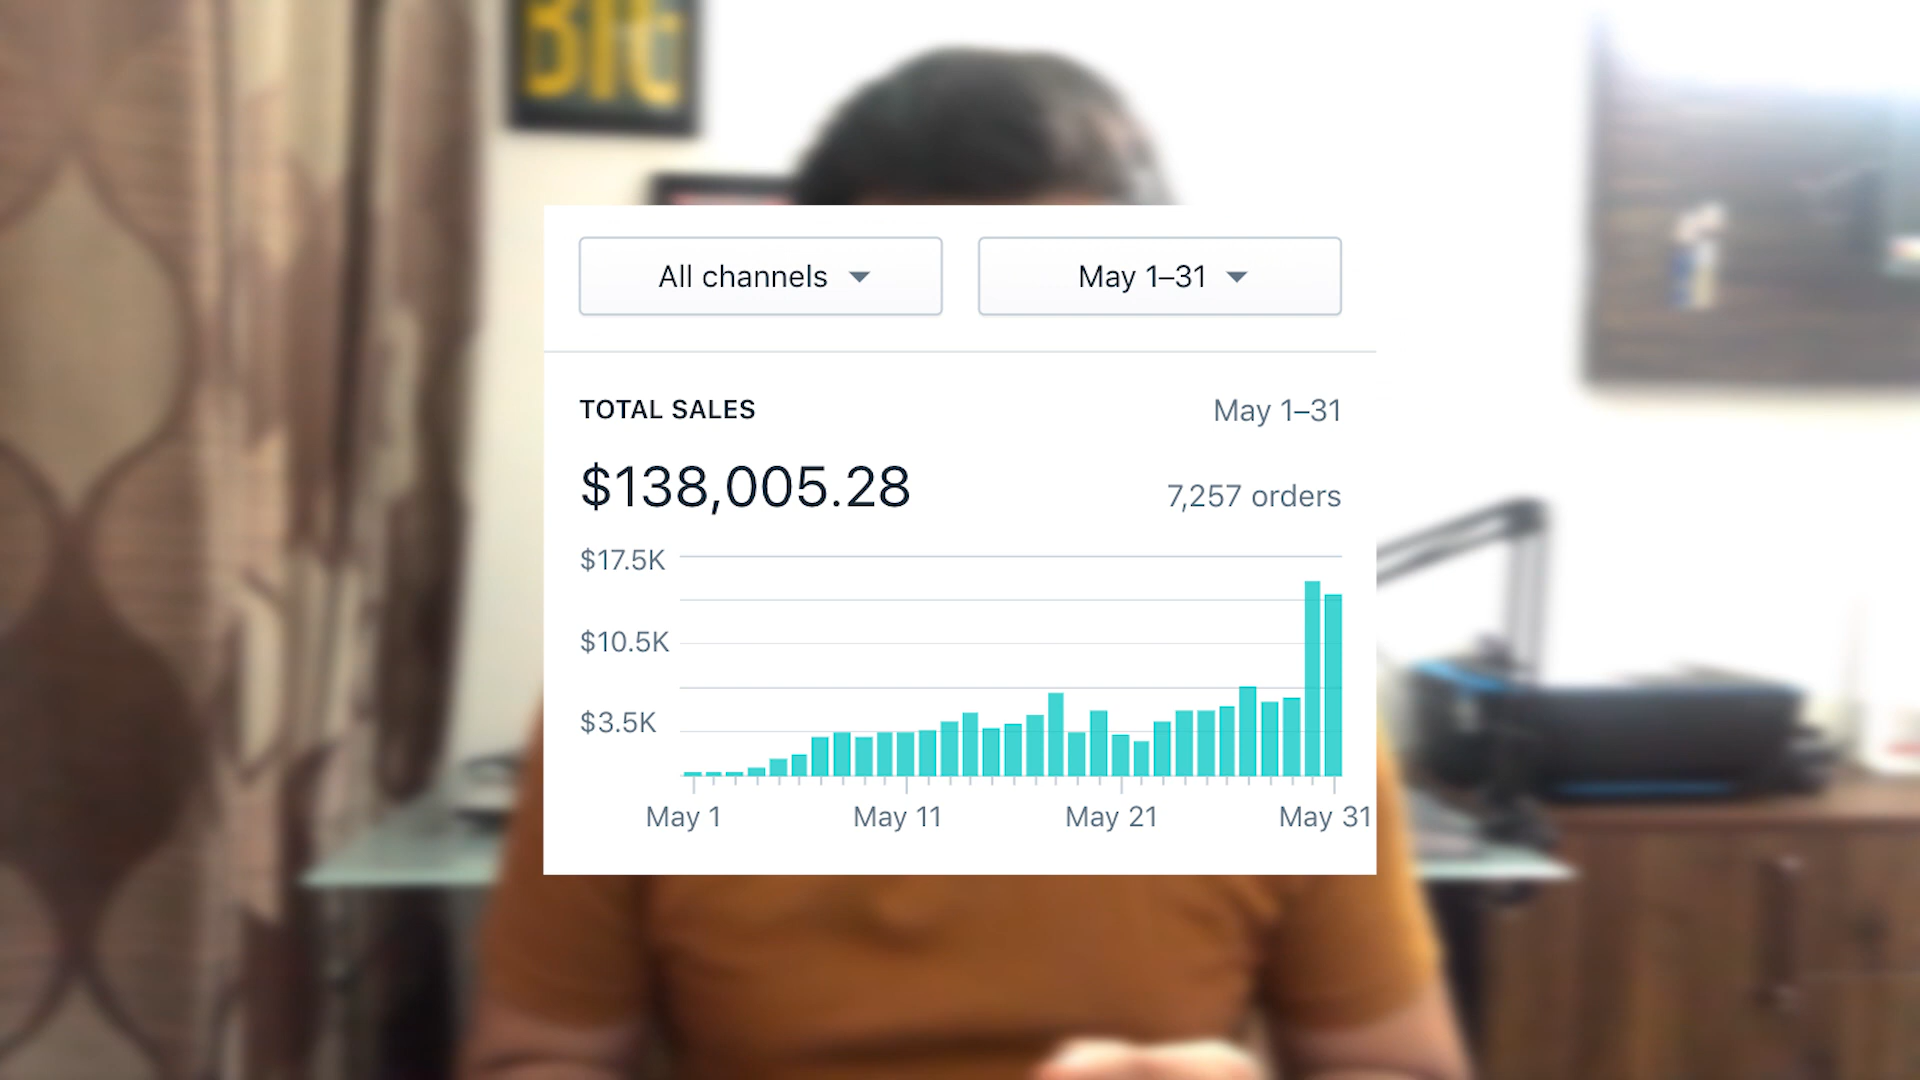 All channels
May 1–31
TOTAL SALES
May 1–31
$138,005.28
7,257 orders
$17.5K
$10.5K
$3.5K
May 1
May 11
May 21
May 31